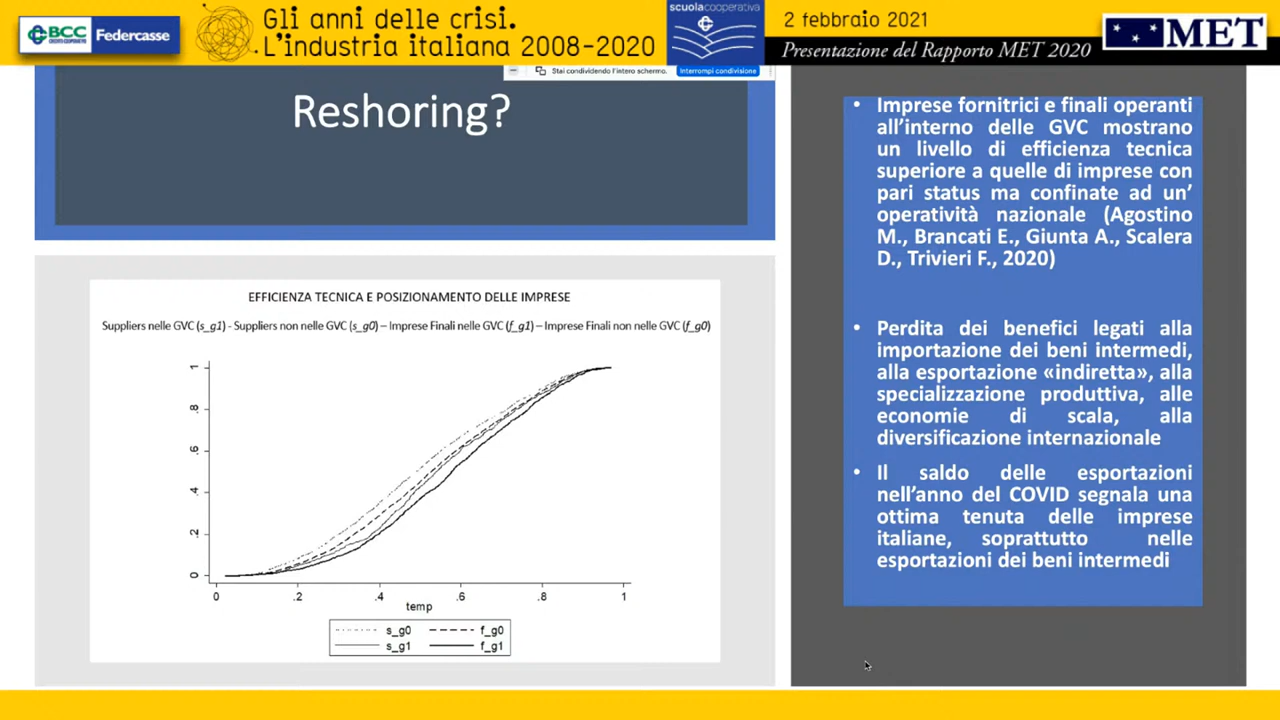 BCC
CREDITO COOPERATIVO
Federcasse
Gli anni delle crisi.
L'industria italiana 2008-2020
scuolacooperativa
2 febbraio 2021
Presentazione del Rapporto MET 2020
MET
Stai condividendo l'intero schermo.
Interrompi condivisione
Reshoring?
EFFICIENZA TECNICA E POSIZIONAMENTO DELLE IMPRESE
Suppliers nelle GVC (s_g1) - Suppliers non nelle GVC (s_g0) – Imprese Finali nelle GVC (f_g1) – Imprese Finali non nelle GVC (f_g0)
1
.8
.6
.4
.2
0
0 .2 .4 .6 .8 1
temp
s_g0 f_g0
s_g1 f_g1
• Imprese fornitrici e finali operanti
all'interno delle GVC mostrano
un livello di efficienza tecnica
superiore a quelle di imprese con
pari status ma confinate ad un'
operatività nazionale (Agostino
M., Brancati E., Giunta A., Scalera
D., Trivieri F., 2020)
• Perdita dei benefici legati alla
importazione dei beni intermedi,
alla esportazione «indiretta», alla
specializzazione produttiva, alle
economie di scala, alla
diversificazione internazionale
• Il saldo delle esportazioni
nell'anno del COVID segnala una
ottima tenuta delle imprese
italiane, soprattutto nelle
esportazioni dei beni intermedi